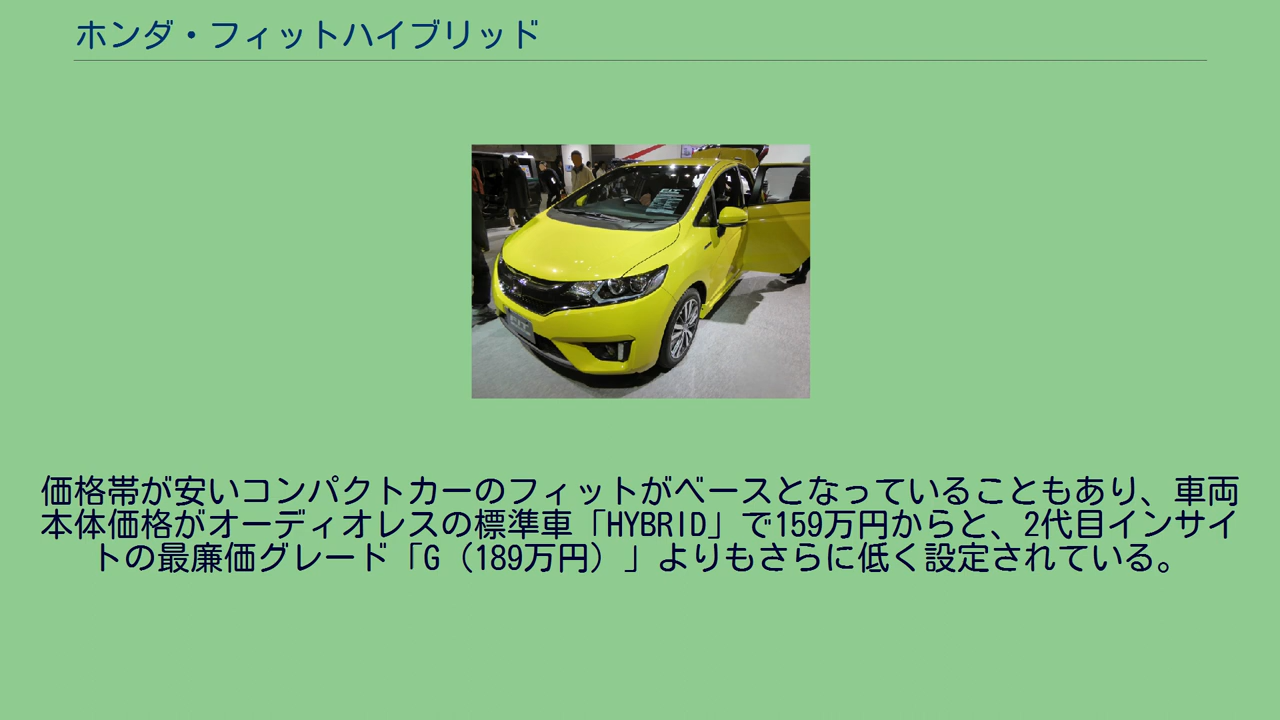 ホンダ・フィットハイブリッド
FIT
価格帯が安いコンパクトカーのフィットがベースとなっていることもあり、車両
本体価格がオーディオレスの標準車「HYBRID」で159万円からと、2代目インサイ
トの最廉価グレード「G（189万円）」よりもさらに低く設定されている。